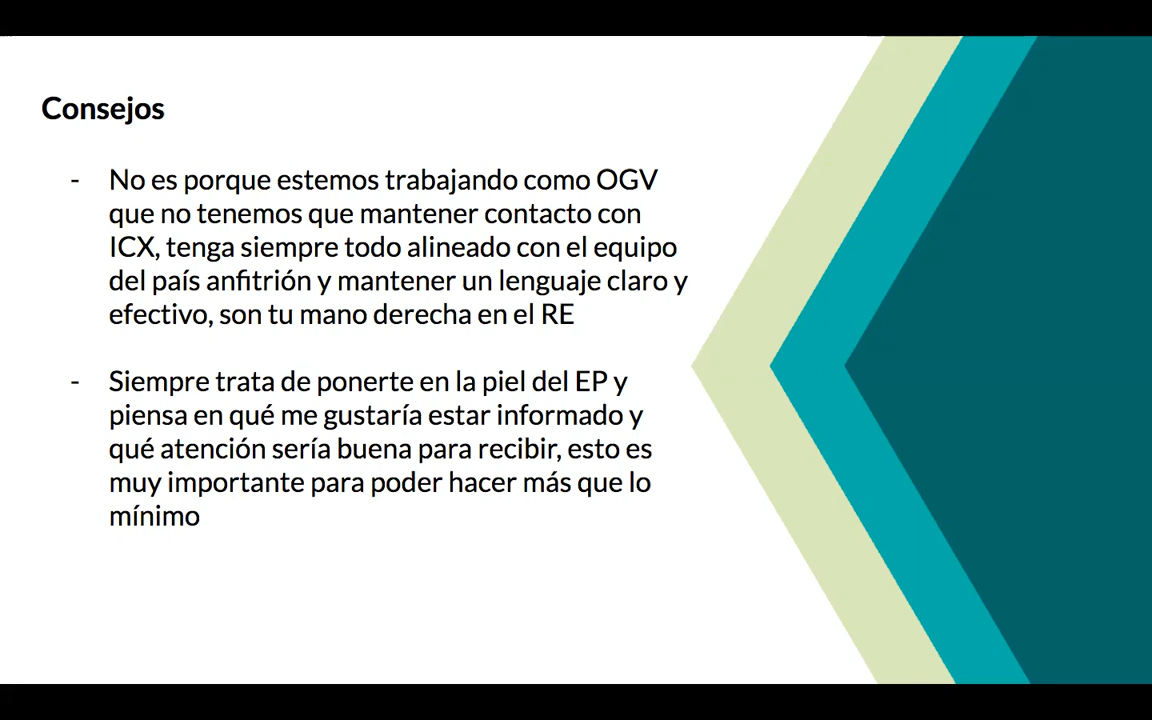 Consejos
- No es porque estemos trabajando como OGV
que no tenemos que mantener contacto con
ICX, tenga siempre todo alineado con el equipo
del país anfitrión y mantener un lenguaje claro y
efectivo, son tu mano derecha en el RE
- Siempre trata de ponerte en la piel del EP y
piensa en qué me gustaría estar informado y
qué atención sería buena para recibir, esto es
muy importante para poder hacer más que lo
mínimo